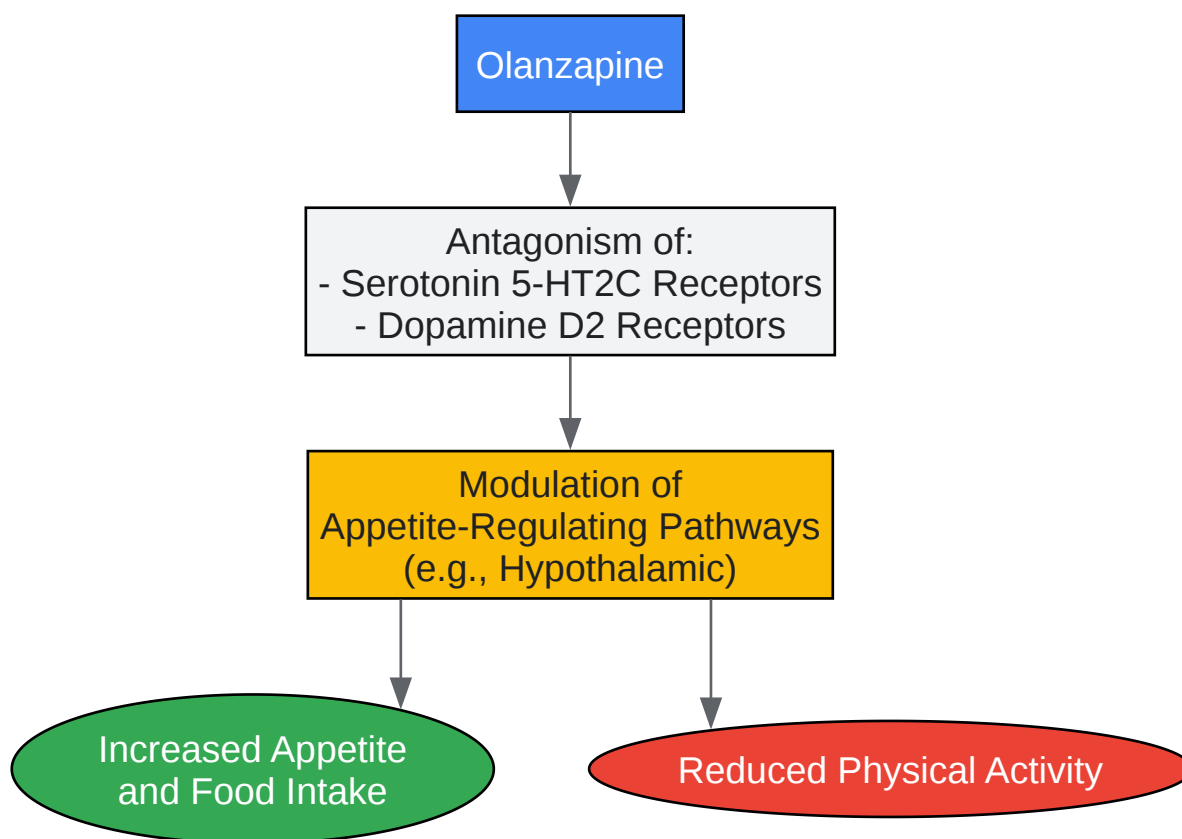 Olanzapine
Antagonism of:
- Serotonin 5-HT2C Receptors
- Dopamine D2 Receptors
Modulation of
Appetite-Regulating Pathways
(e.g., Hypothalamic)
Increased Appetite
and Food Intake
Reduced Physical Activity